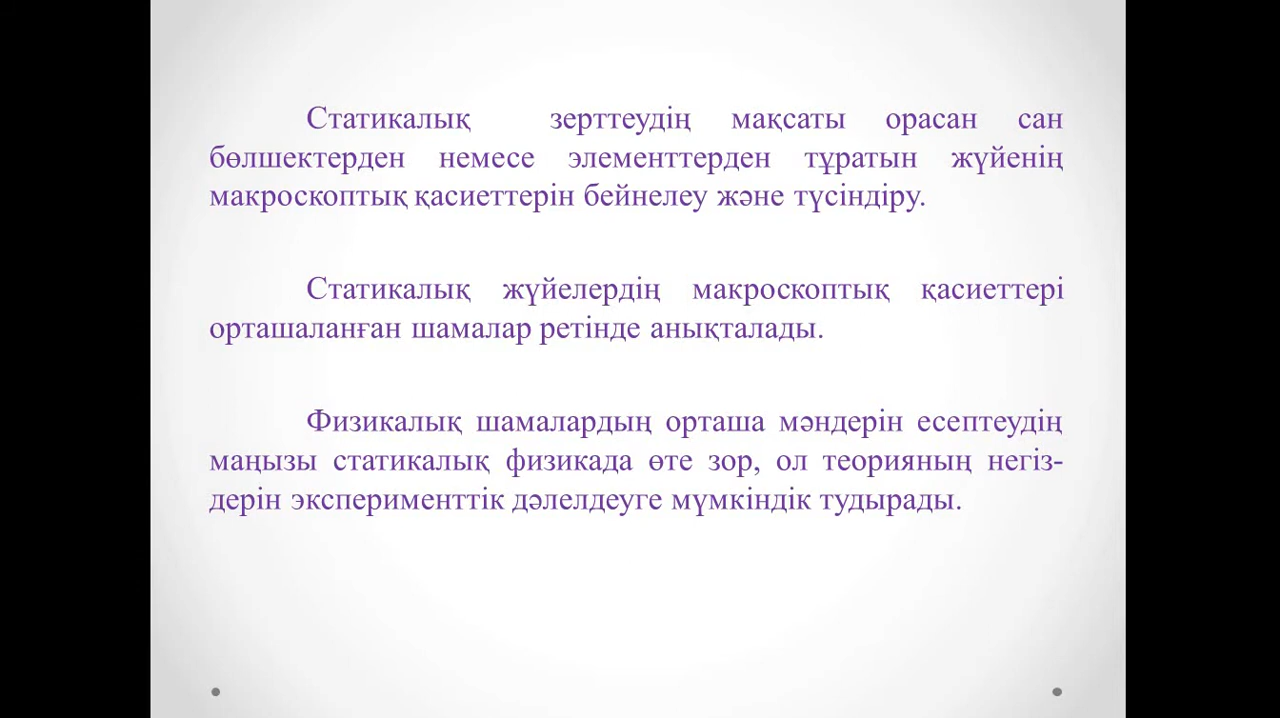 Статикалық зерттеудің мақсаты орасан сан
бөлшектерден немесе элементтерден тұратын жүйенің
макроскоптық қасиеттерін бейнелеу және түсіндіру.
Статикалық жүйелердің макроскоптық қасиеттері
орташаланған шамалар ретінде анықталады.
Физикалық шамалардың орташа мәндерін есептеудің
маңызы статикалық физикада өте зор, ол теорияның негіз-
дерін эксперименттік дәлелдеуге мүмкіндік тудырады.